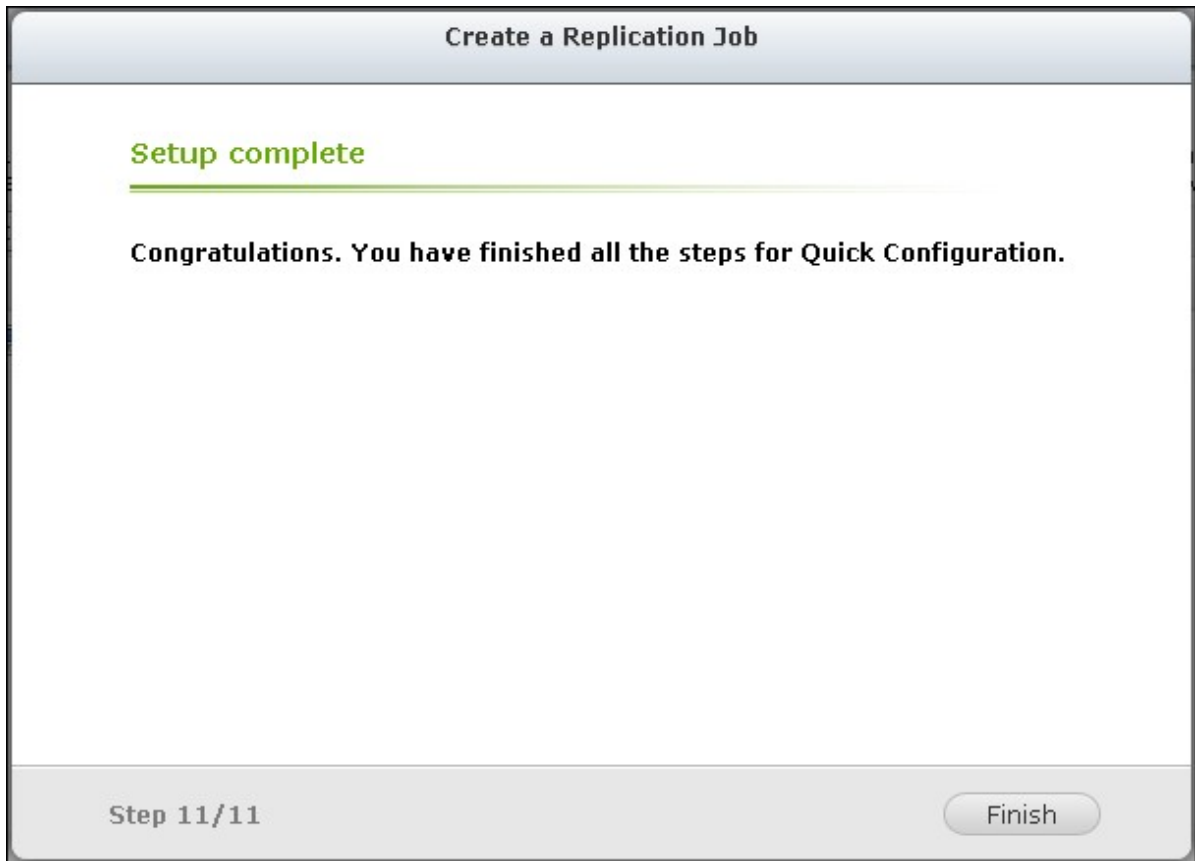 Create a Replication Job
Setup complete
Congratulations. You have finished all the steps for Quick Configuration.
Step 11/11
Finish